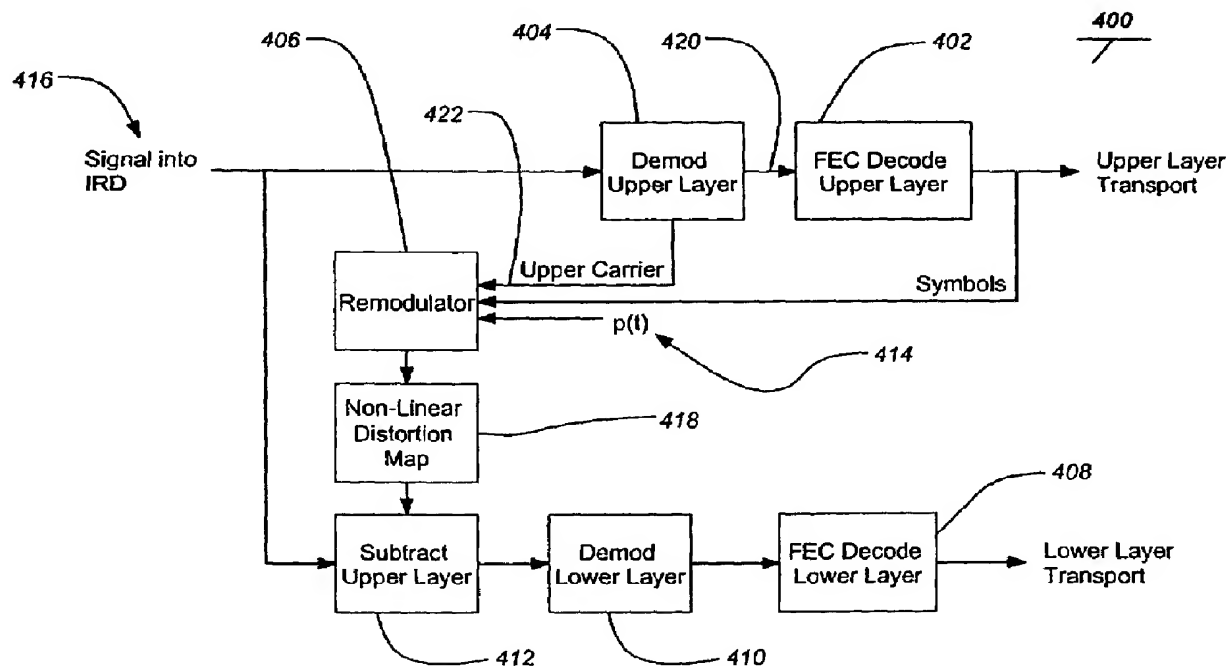 400
406
404
420
402
416
422
Signal into
IRD
Demod
Upper Layer
FEC Decode
Upper Layer
Upper Layer
Transport
Upper Carrier
Symbols
Remodulator
p(t)
414
Non-Linear
Distortion
Map
418
408
Subtract
Upper Layer
Demod
Lower Layer
FEC Decode
Lower Layer
Lower Layer
Transport
412
410